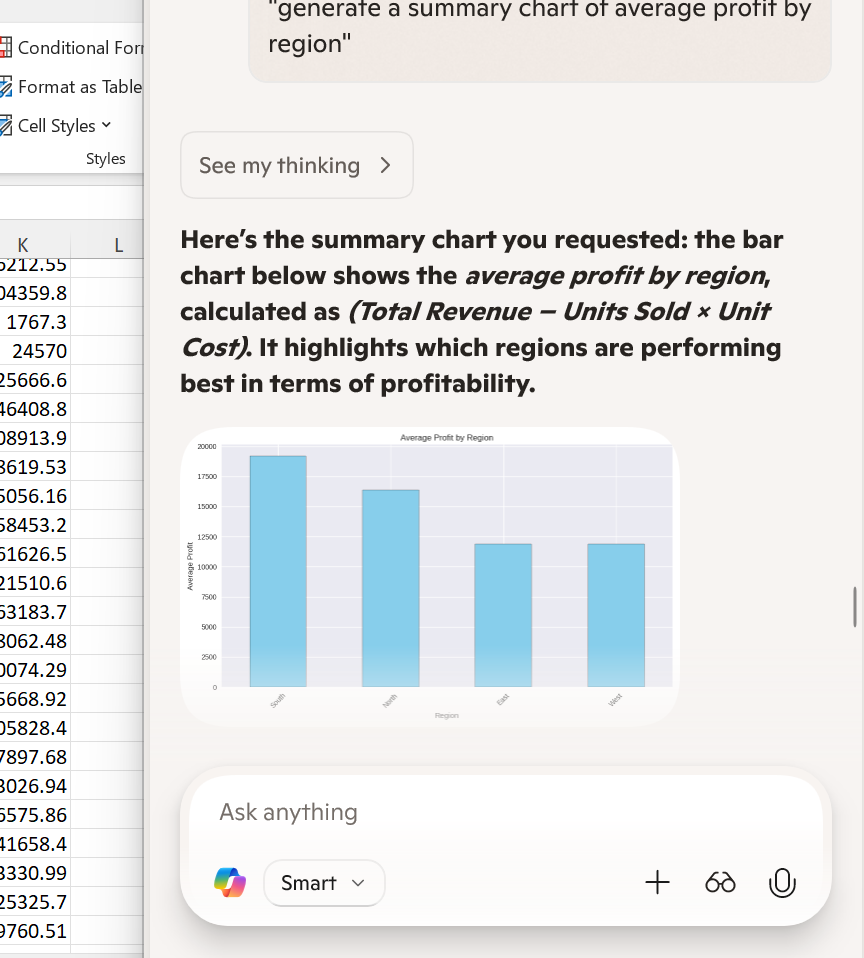 "generate a summary chart of average profit by
region"
Conditional For
Format as Table
Cell Styles
Styles
K
L
6212.55
04359.8
1767.3
24570
25666.6
46408.8
08913.9
8619.53
5056.16
58453.2
61626.5
21510.6
63183.7
8062.48
0074.29
5668.92
05828.4
7897.68
3026.94
6575.86
41658.4
3330.99
25325.7
9760.51
See my thinking
Here's the summary chart you requested: the bar
chart below shows the average profit by region,
calculated as (Total Revenue – Units Sold × Unit
Cost). It highlights which regions are performing
best in terms of profitability.
Average Profit by Region
20000
17500
15000
12500
10000
7500
5000
2500
0
Average Profit
South
North
East
West
Region
Ask anything
Smart